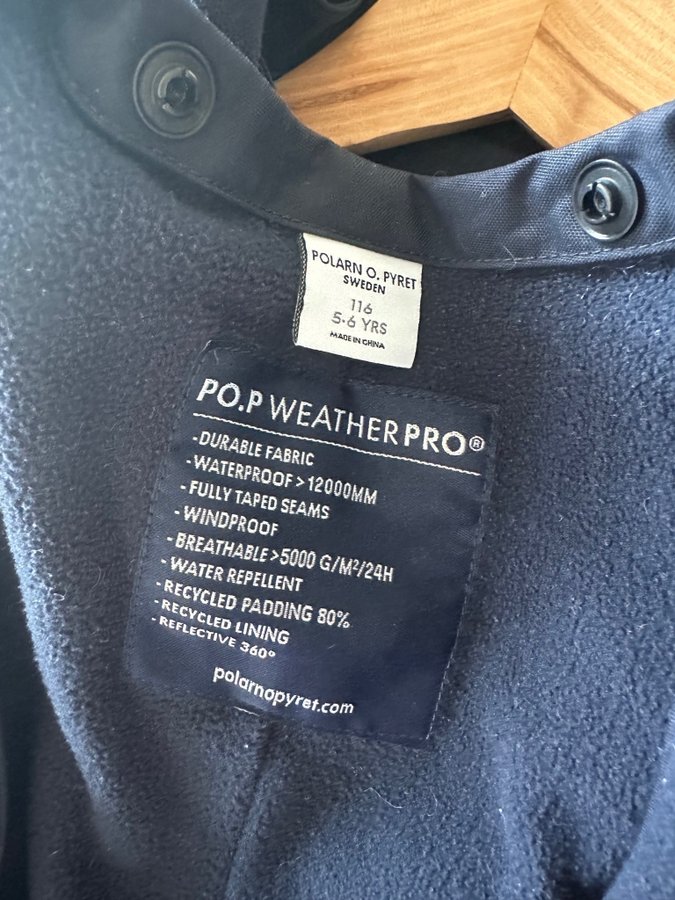 POLARN O. PYRET
SWEDEN
116
5-6 YRS
MADE IN CHINA
PO.P WEATHERPRO®
-DURABLE FABRIC
-WATERPROOF > 12000MM
- FULLY TAPED SEAMS
- WINDPROOF
- BREATHABLE >5000 G/M²/24H
- WATER REPELLENT
- RECYCLED PADDING 80%
- RECYCLED LINING
- REFLECTIVE 360°
polarnopyret.com